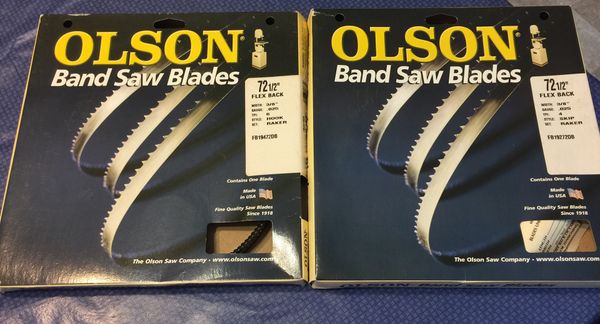 OLSON®
Band Saw Blades
72 1/2"
FLEX BACK
WIDTH: 3/8"
GAUGE: .025
STYLE: HOOK
SET: RAKER
FB19472DB
Contains One Blade
Made
in USA
Fine Quality Saw Blades
Since 1918
The Olson Saw Company • www.olsonsaw.com
OLSON®
Band Saw Blades
72 1/2"
FLEX BACK
WIDTH: 3/8"
GAUGE: .025
STYLE: SKIP
SET: RAKER
FB19272DB
Contains One Blade
Made
in USA
Fine Quality Saw Blades
Since 1918
The Olson Saw Company • www.olsonsaw.com